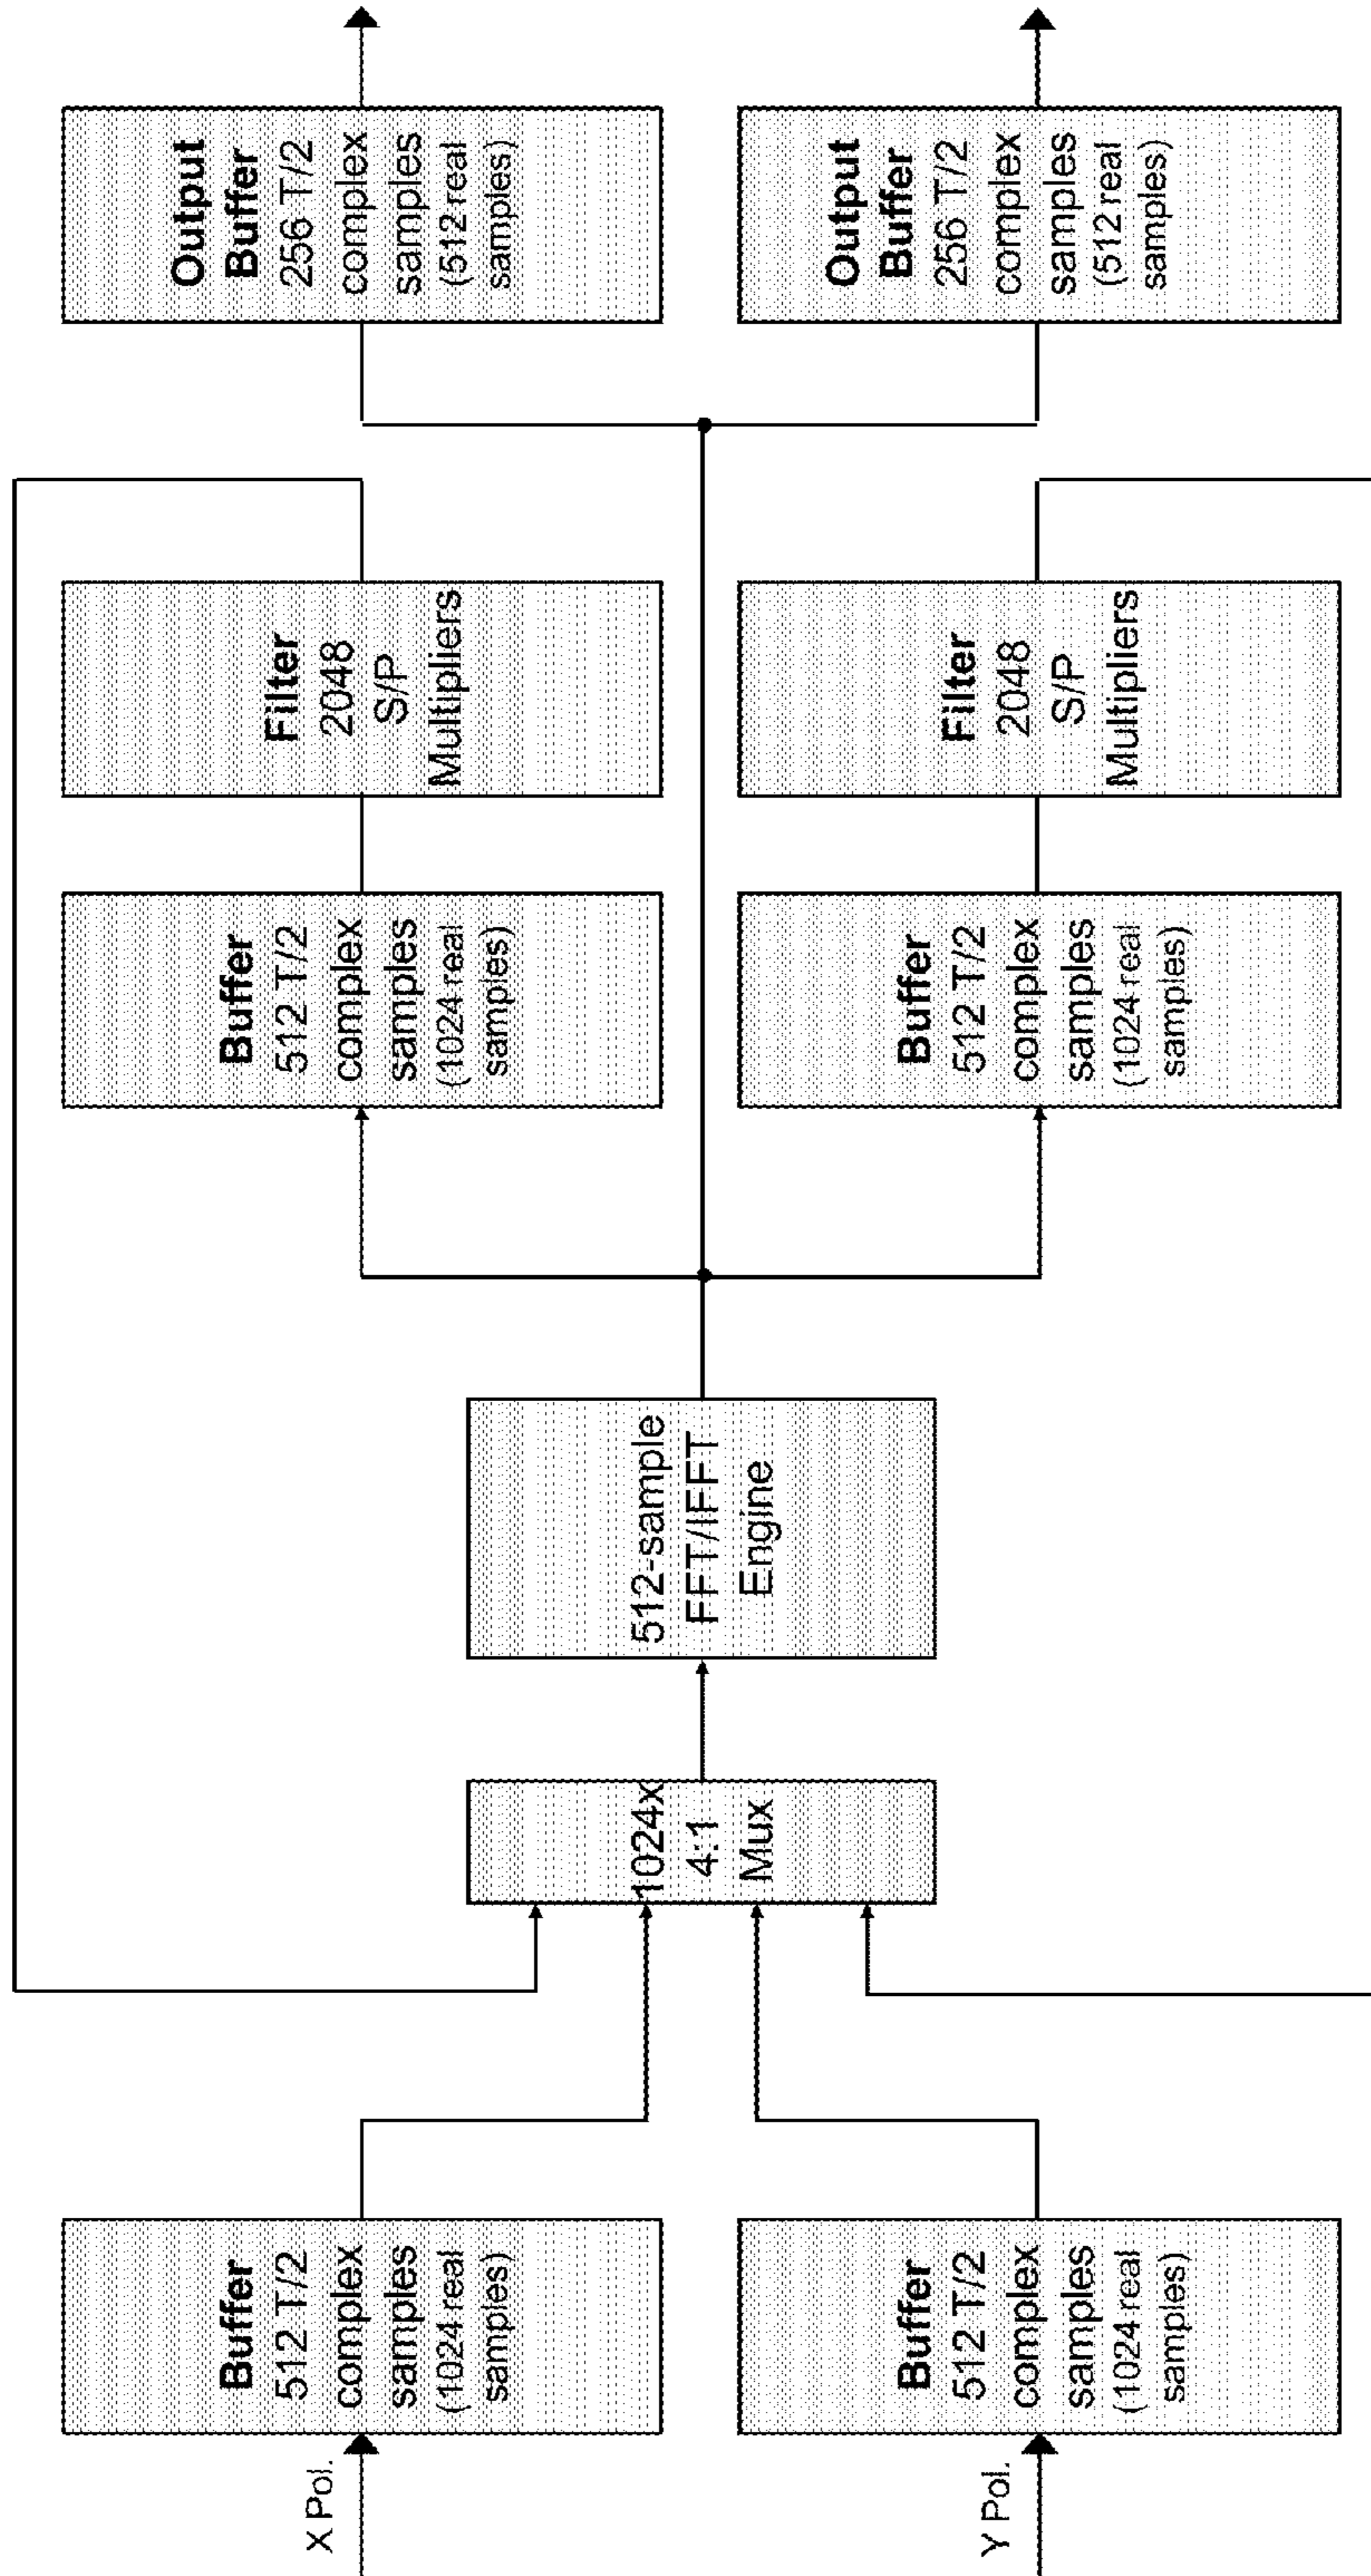 X Pol.
Buffer
512 T/2
complex
samples
(1024 real
samples)
Y Pol.
Buffer
512 T/2
complex
samples
(1024 real
samples)
1024x
4:1
Mux
512-sample
FFT/IFFT
Engine
Buffer
512 T/2
complex
samples
(1024 real
samples)
Buffer
512 T/2
complex
samples
(1024 real
samples)
Filter
2048
S/P
Multipliers
Filter
2048
S/P
Multipliers
Output
Buffer
256 T/2
complex
samples
(512 real
samples)
Output
Buffer
256 T/2
complex
samples
(512 real
samples)